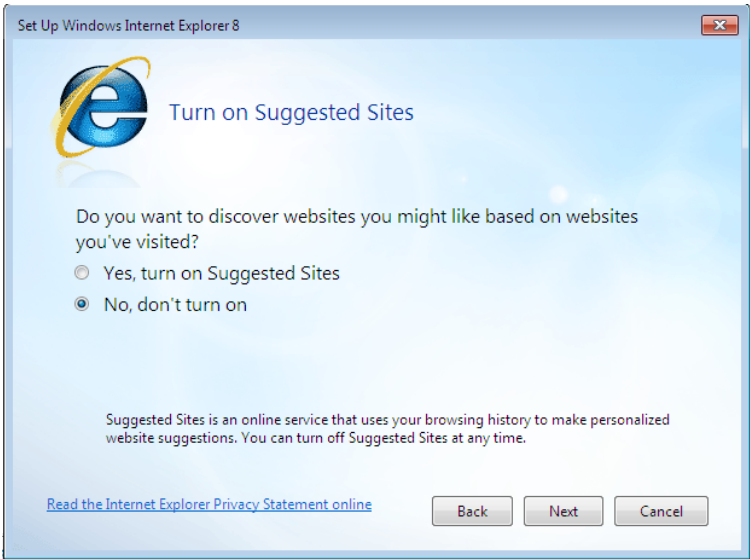 Set Up Windows Internet Explorer 8
Turn on Suggested Sites
Do you want to discover websites you might like based on websites
you've visited?
Yes, turn on Suggested Sites
No, don't turn on
Suggested Sites is an online service that uses your browsing history to make personalized
website suggestions. You can turn off Suggested Sites at any time.
Read the Internet Explorer Privacy Statement online
Back
Next
Cancel